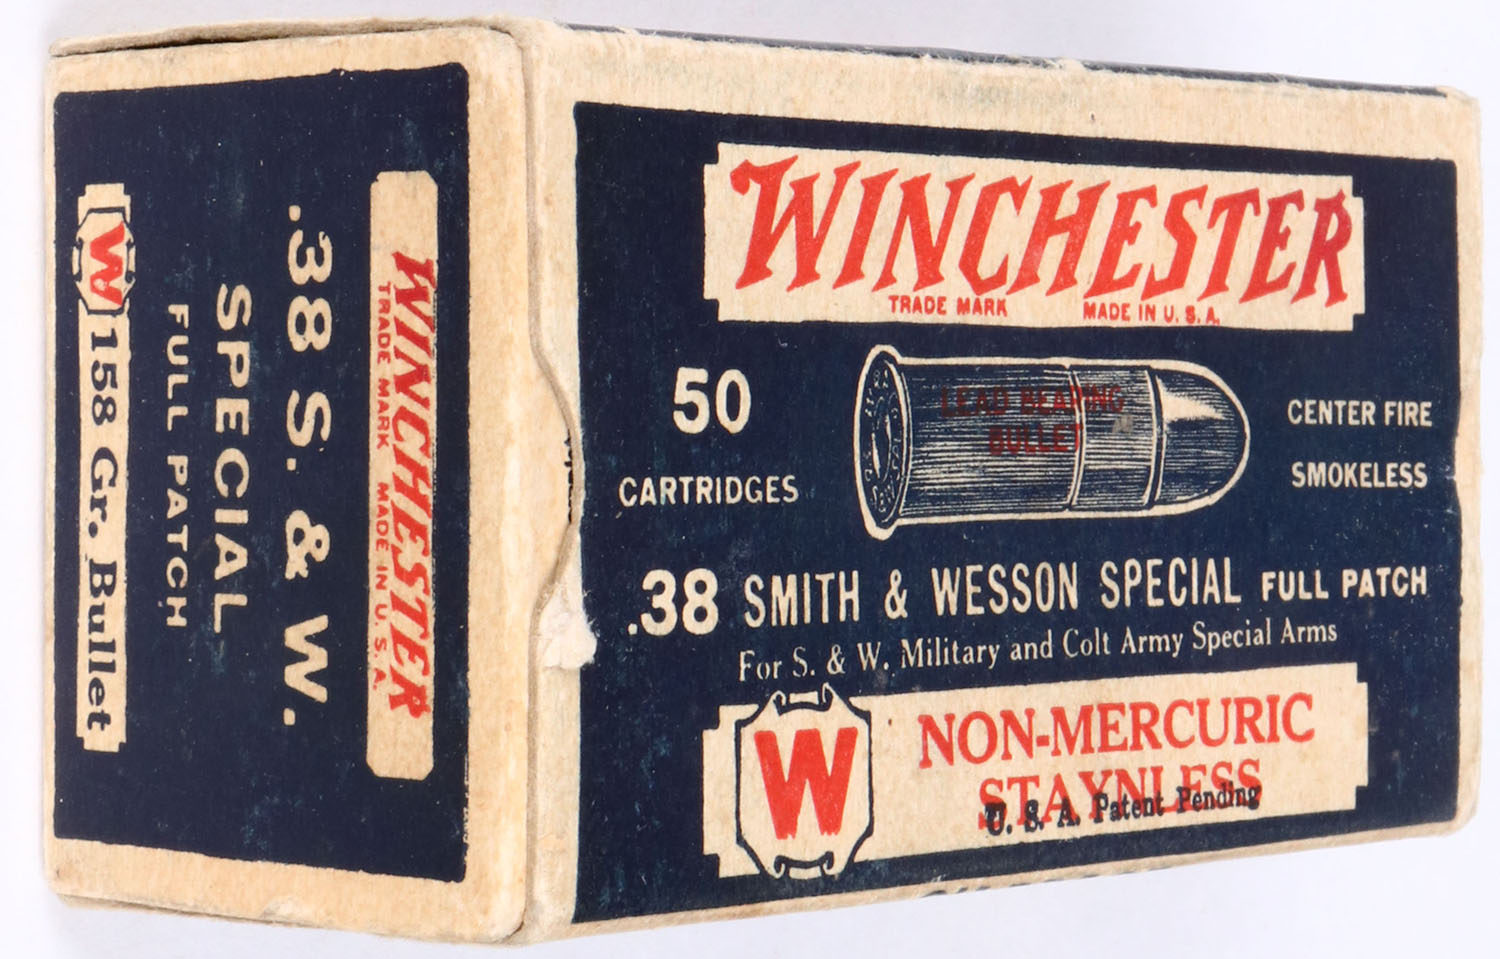 WINCHESTER
TRADE MARK MADE IN U.S.A.
.38 S. & W.
SPECIAL
FULL PATCH
W 158 Gr. Bullet
WINCHESTER
TRADE MARK MADE IN U.S.A.
50
CARTRIDGES
LEAD BEARING
BULLET
CENTER FIRE
SMOKELESS
.38 SMITH & WESSON SPECIAL FULL PATCH
For S. & W. Military and Colt Army Special Arms
W
NON-MERCURIC
STAYNLESS
U. S. A. Patent Pending